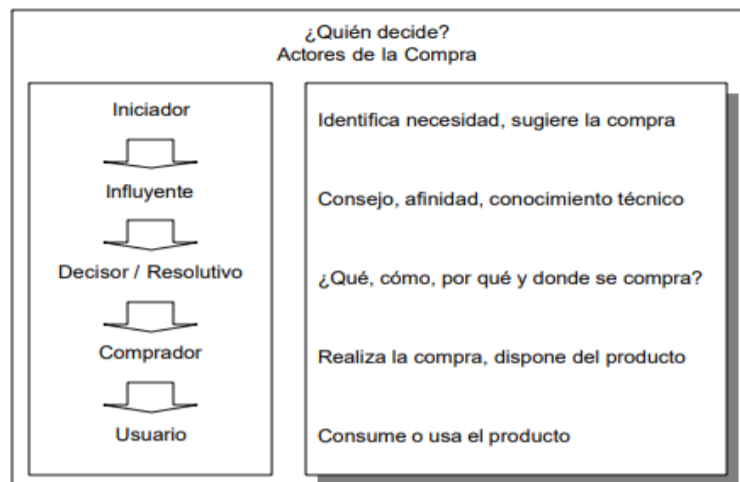 ¿Quién decide?
Actores de la Compra
Iniciador
Identifica necesidad, sugiere la compra
Influyente
Consejo, afinidad, conocimiento técnico
Decisor / Resolutivo
¿Qué, cómo, por qué y donde se compra?
Comprador
Realiza la compra, dispone del producto
Usuario
Consume o usa el producto